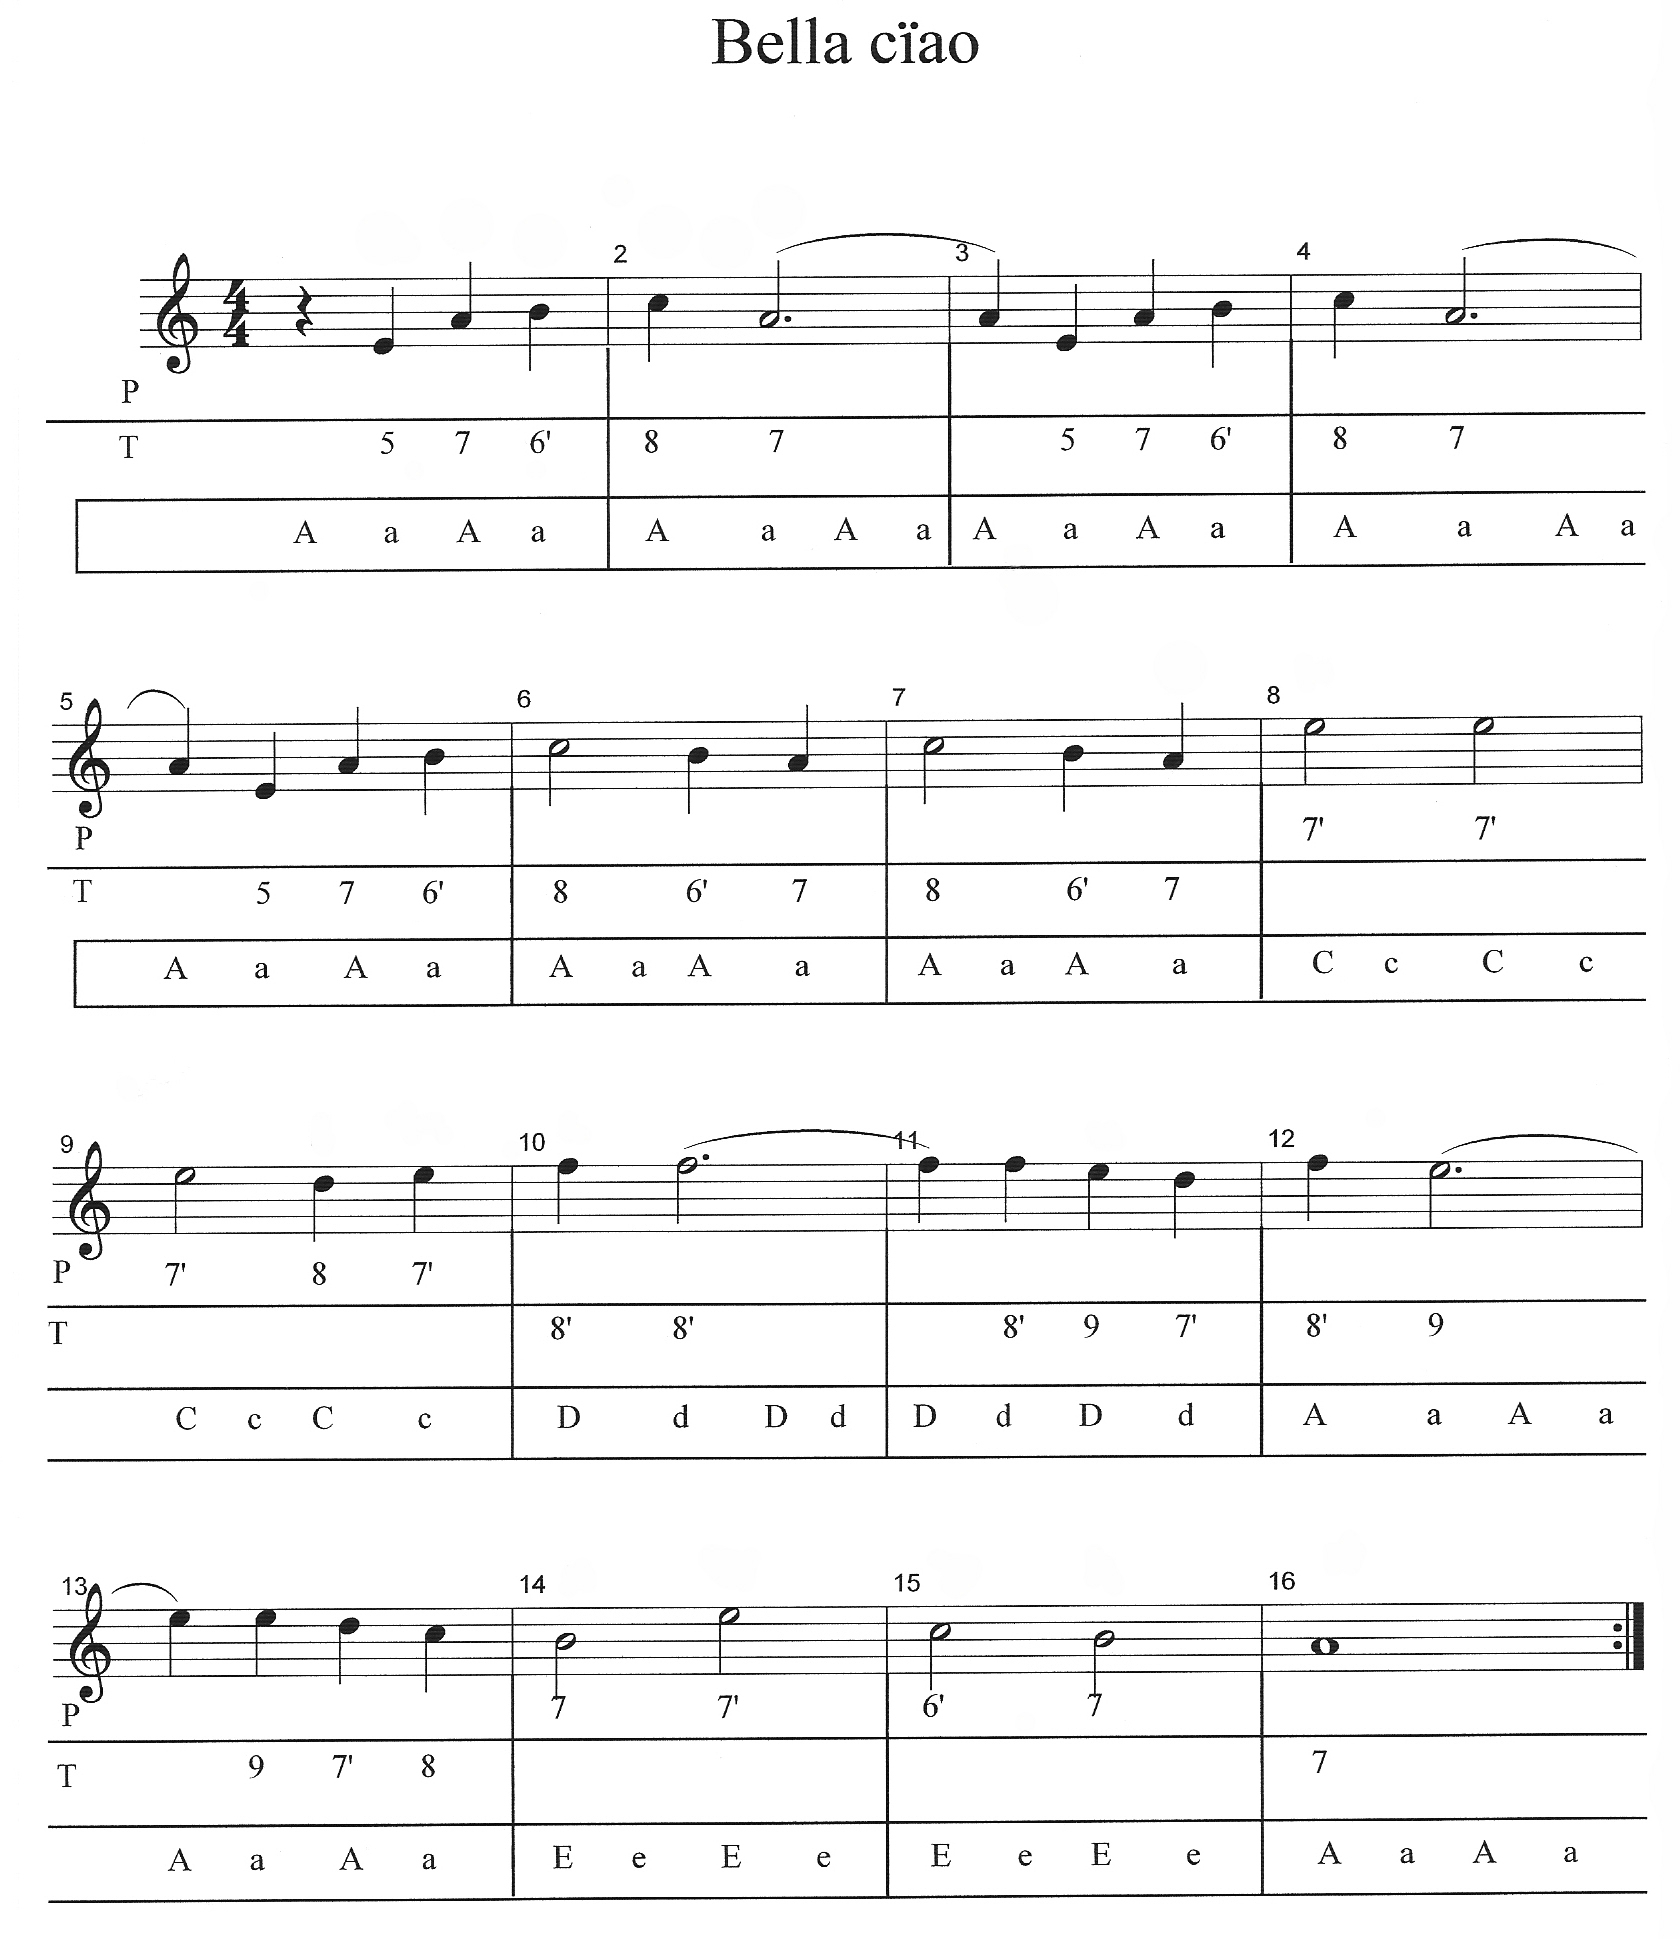 Bella cïao
2 3 4
4 4
P
T 5 7 6' 8 7 5 7 6' 8 7
A a A a A a A a A a A a A a A a
5 6 7 8
P 7' 7'
T 5 7 6' 8 6' 7 8 6' 7
A a A a A a A a A a A a C c C c
9 10 11 12
P 7' 8 7'
T 8' 8' 8' 9 7' 8' 9
C c C c D d D d D d D d A a A a
13 14 15 16
P 7 7' 6' 7
T 9 7' 8 7
A a A a E e E e E e E e A a A a